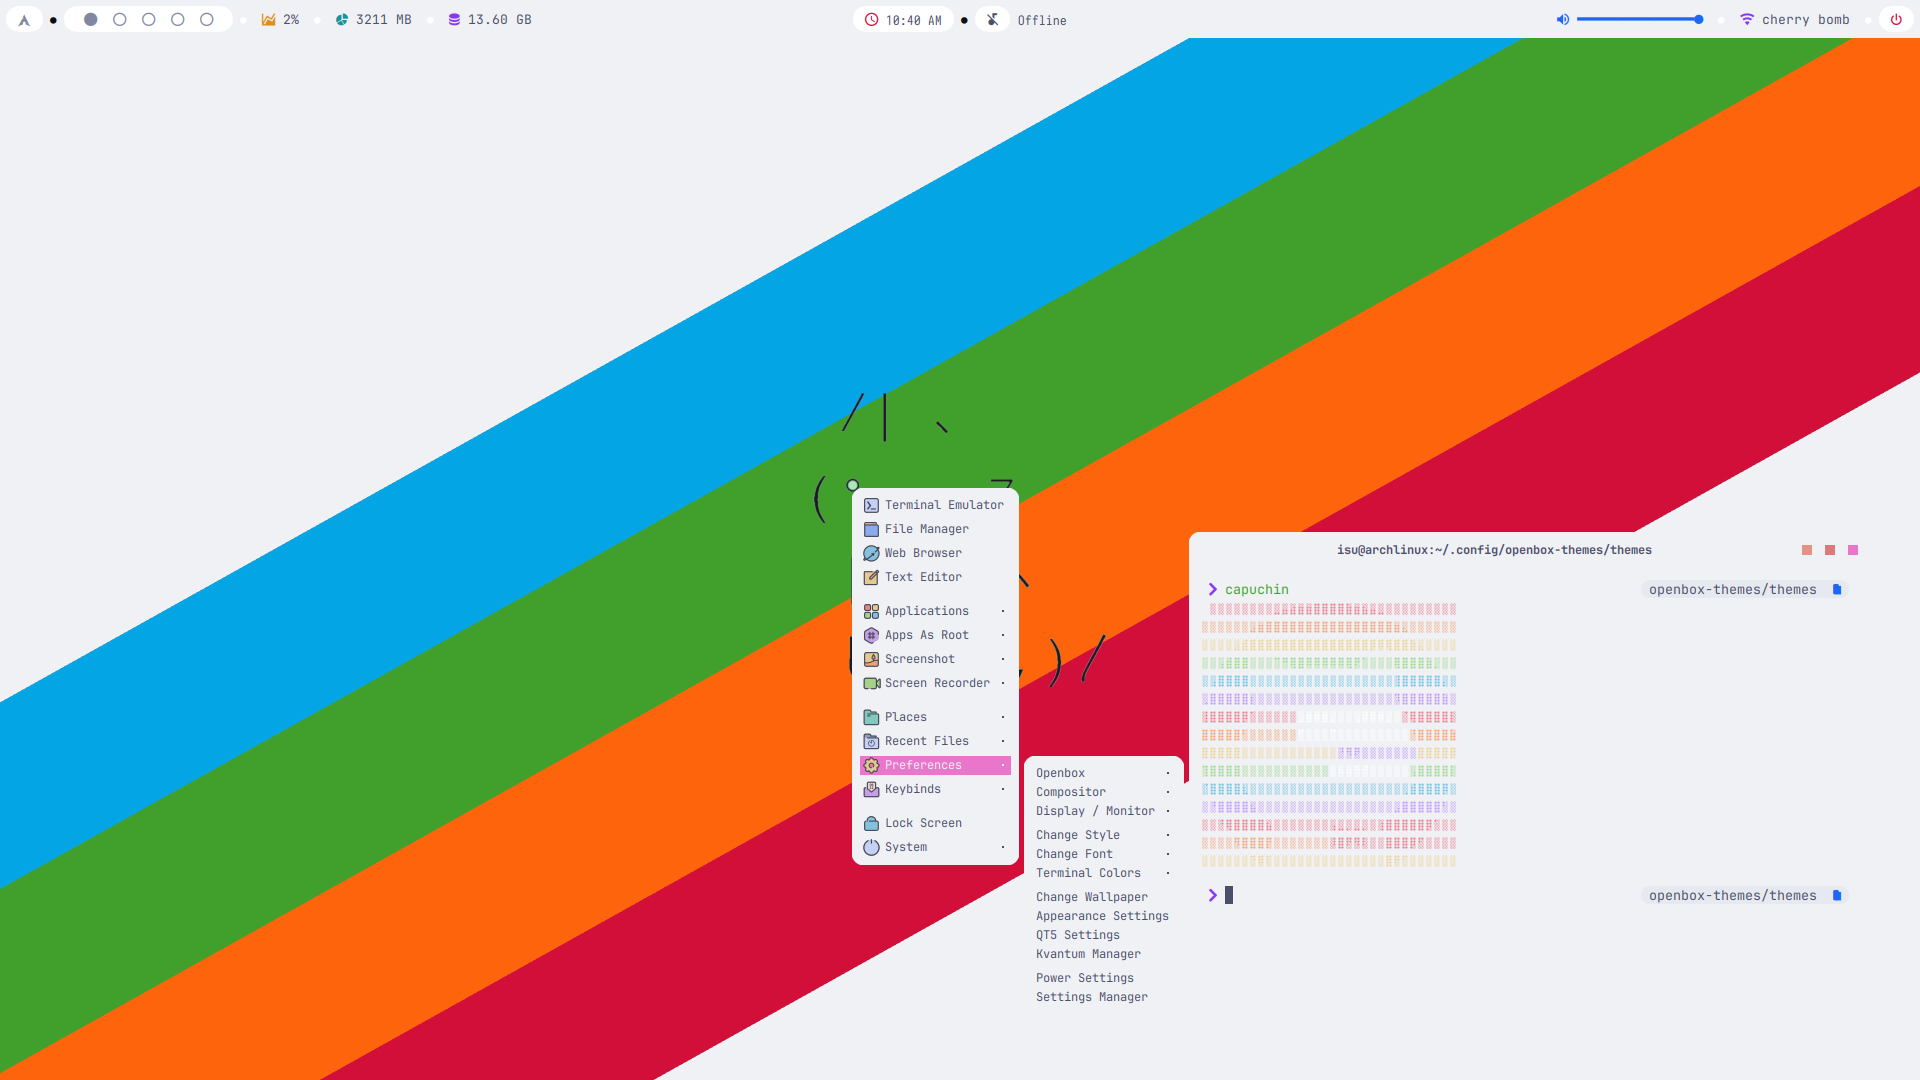 2%
3211 MB
13.60 GB
10:40 AM
Offline
cherry bomb
Terminal Emulator
File Manager
Web Browser
Text Editor
Applications
Apps As Root
Screenshot
Screen Recorder
Places
Recent Files
Preferences
Keybinds
Lock Screen
System
Openbox
Compositor
Display / Monitor
Change Style
Change Font
Terminal Colors
Change Wallpaper
Appearance Settings
QT5 Settings
Kvantum Manager
Power Settings
Settings Manager
isu@archlinux:~/.config/openbox-themes/themes
❯ capuchin
openbox-themes/themes
❯
openbox-themes/themes